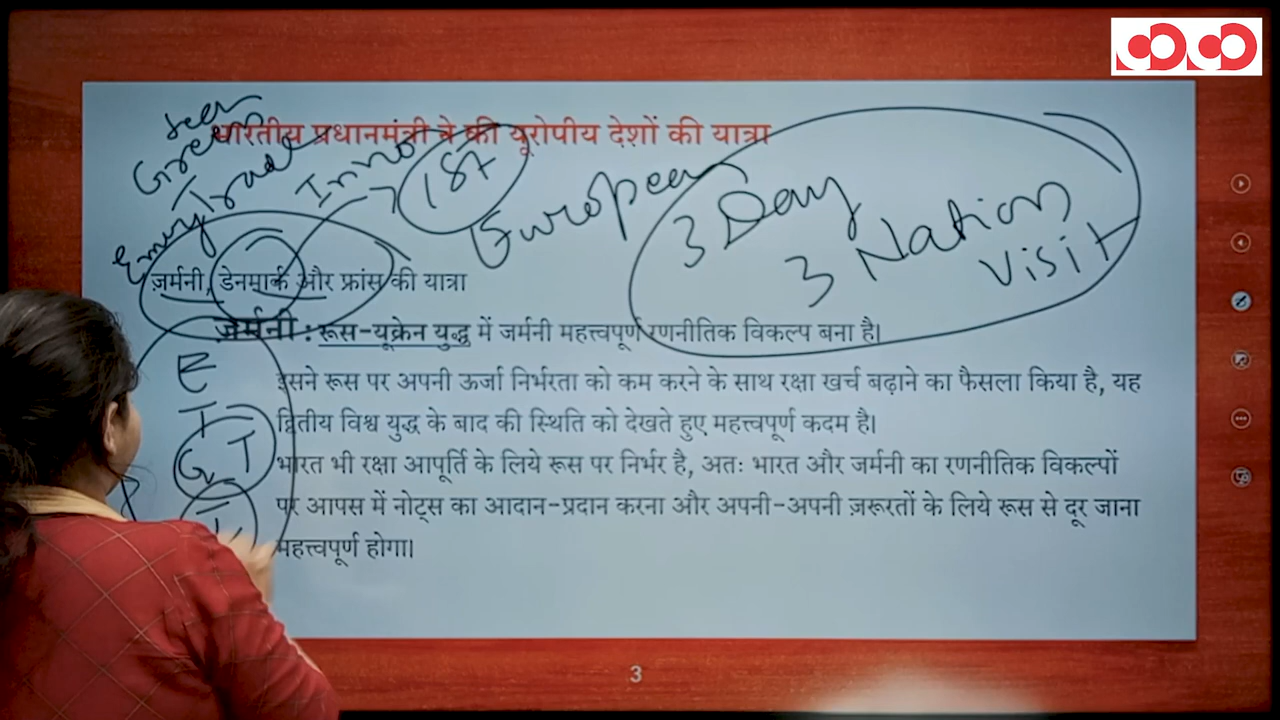 भारतीय प्रधानमंत्री ने की यूरोपीय देशों की यात्रा
Green
Trade
Inno
187
European
3 Day
3 Nation
Visit
ज़र्मनी, डेनमार्क और फ्रांस की यात्रा
ज़र्मनी : रूस-यूक्रेन युद्ध में जर्मनी महत्त्वपूर्ण रणनीतिक विकल्प बना है।
E
T
G T
I
इसने रूस पर अपनी ऊर्जा निर्भरता को कम करने के साथ रक्षा खर्च बढ़ाने का फैसला किया है, यह
द्वितीय विश्व युद्ध के बाद की स्थिति को देखते हुए महत्त्वपूर्ण कदम है।
भारत भी रक्षा आपूर्ति के लिये रूस पर निर्भर है, अतः भारत और जर्मनी का रणनीतिक विकल्पों
पर आपस में नोट्स का आदान-प्रदान करना और अपनी-अपनी ज़रूरतों के लिये रूस से दूर जाना
महत्त्वपूर्ण होगा।
3